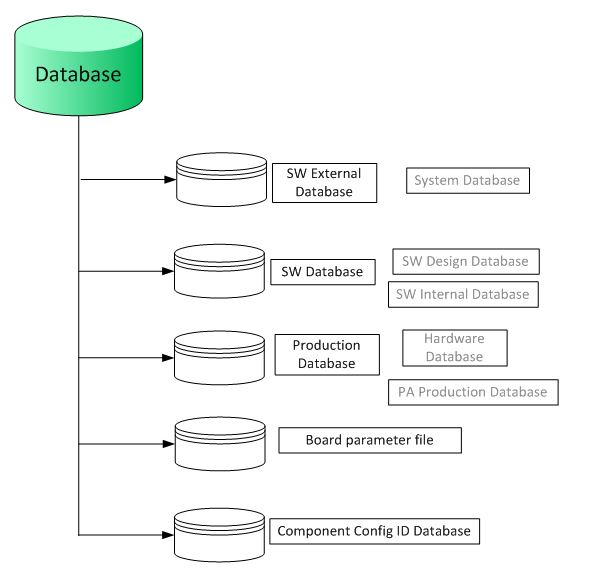 Database
SW External
Database
System Database
SW Database
SW Design Database
SW Internal Database
Production
Database
Hardware
Database
PA Production Database
Board parameter file
Component Config ID Database